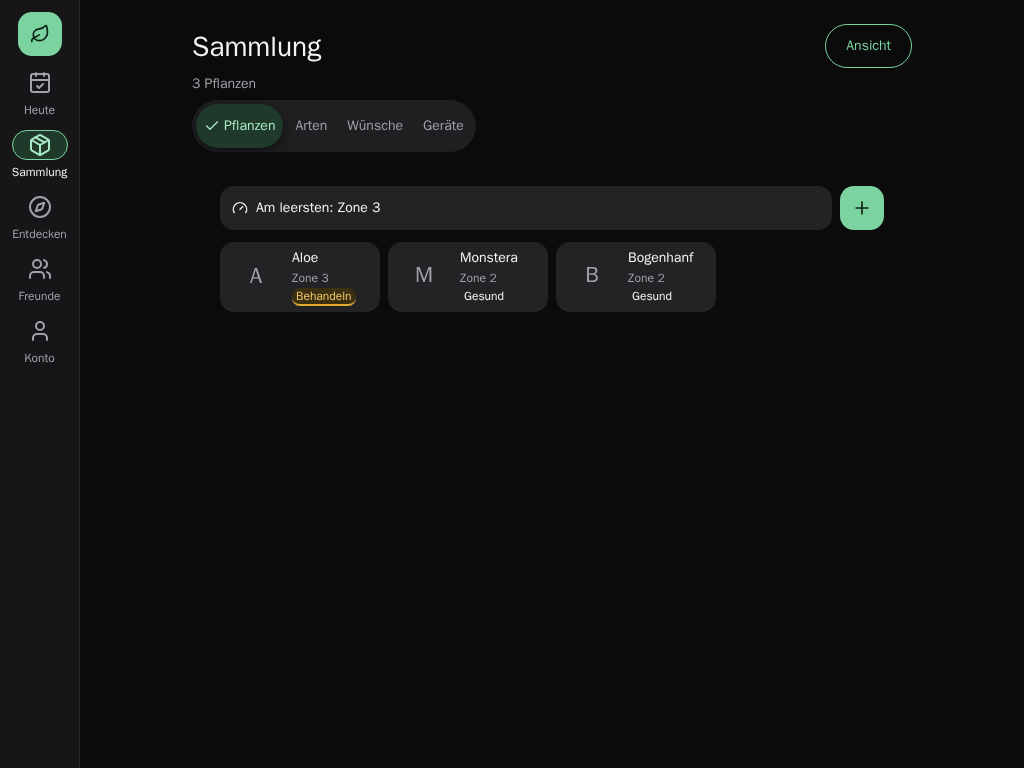 Heute
Sammlung
Entdecken
Freunde
Konto
Sammlung
Ansicht
3 Pflanzen
Pflanzen Arten Wünsche Geräte
Am leersten: Zone 3
A
Aloe
Zone 3
Behandeln
M
Monstera
Zone 2
Gesund
B
Bogenhanf
Zone 2
Gesund